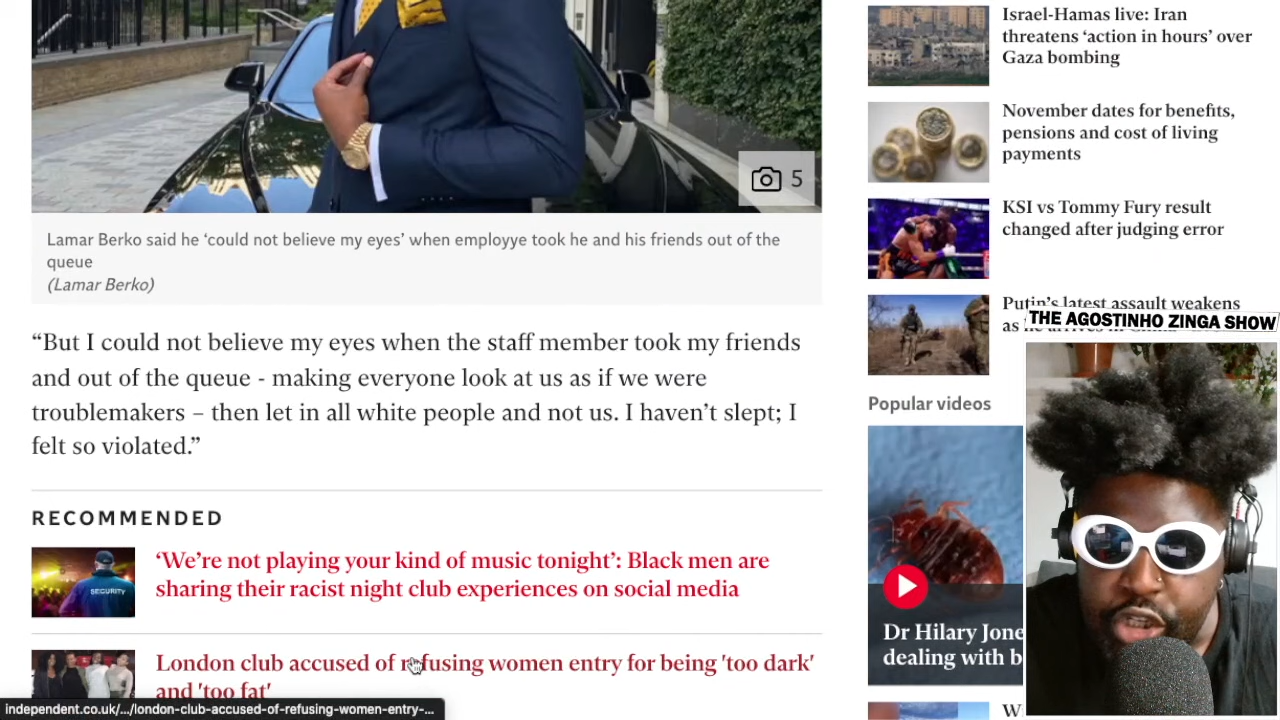 5
Lamar Berko said he ‘could not believe my eyes’ when employye took he and his friends out of the
queue
(Lamar Berko)
“But I could not believe my eyes when the staff member took my friends
and out of the queue - making everyone look at us as if we were
troublemakers – then let in all white people and not us. I haven’t slept; I
felt so violated.”
RECOMMENDED
SECURITY
‘We’re not playing your kind of music tonight’: Black men are
sharing their racist night club experiences on social media
London club accused of refusing women entry for being 'too dark'
and 'too fat'
independent.co.uk/.../london-club-accused-of-refusing-women-entry-...
Israel-Hamas live: Iran
threatens ‘action in hours’ over
Gaza bombing
November dates for benefits,
pensions and cost of living
payments
KSI vs Tommy Fury result
changed after judging error
Putin’s latest assault weakens
as
THE AGOSTINHO ZINGA SHOW
Popular videos
Dr Hilary Jone
dealing with b
W